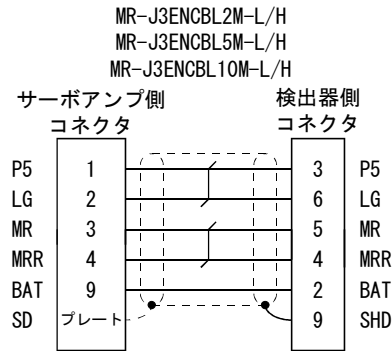 MR-J3ENCBL2M-L/H
MR-J3ENCBL5M-L/H
MR-J3ENCBL10M-L/H
サーボアンプ側 検出器側
コネクタ コネクタ
P5 1 3 P5
LG 2 6 LG
MR 3 5 MR
MRR 4 4 MRR
BAT 9 2 BAT
SD プレート 9 SHD